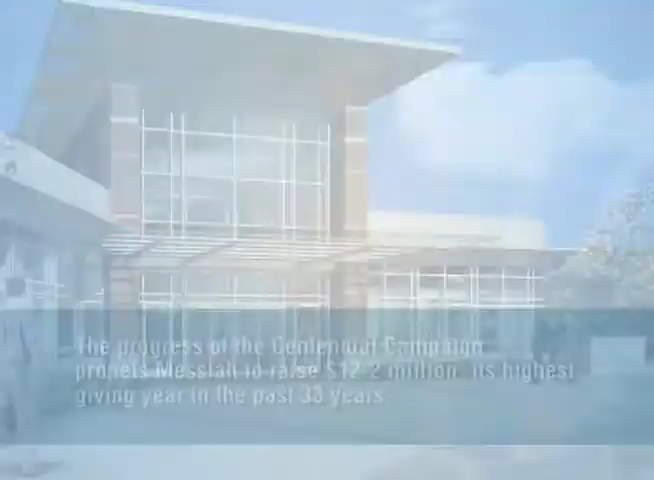 The progress of the Centennial Campaign
propels Messiah to raise $12.2 million, its highest
giving year in the past 33 years.